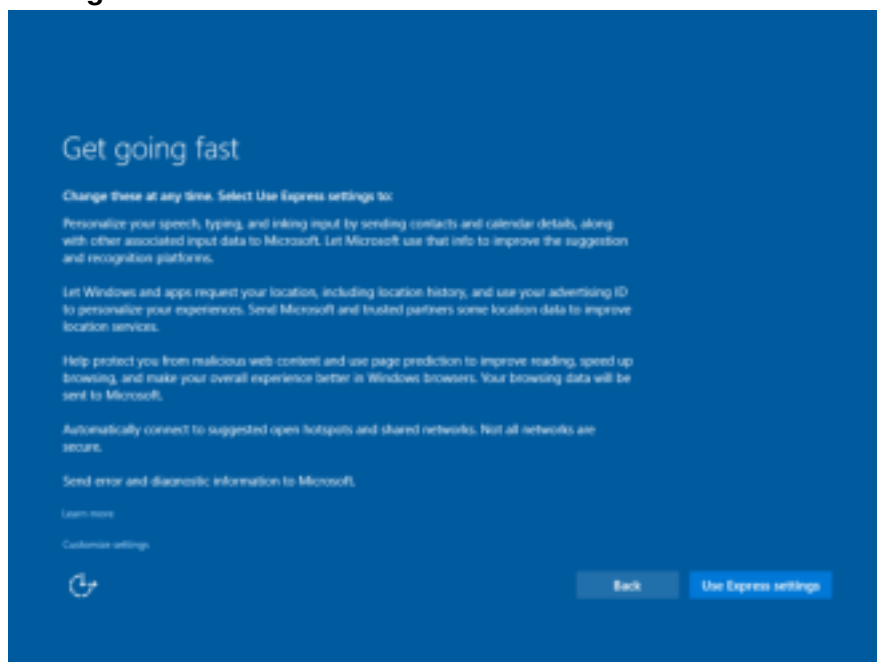 Get going fast
Change these at any time. Select Use Express settings to:
Personalize your speech, typing, and inking input by sending contacts and calendar details, along
with other associated input data to Microsoft. Let Microsoft use that info to improve the suggestion
and recognition platforms.
Let Windows and apps request your location, including location history, and use your advertising ID
to personalize your experiences. Send Microsoft and trusted partners some location data to improve
location services.
Help protect you from malicious web content and use page prediction to improve reading, speed up
browsing, and make your overall experience better in Windows browsers. Your browsing data will be
sent to Microsoft.
Automatically connect to suggested open hotspots and shared networks. Not all networks are
secure.
Send error and diagnostic information to Microsoft.
Learn more
Customize settings
Back
Use Express settings